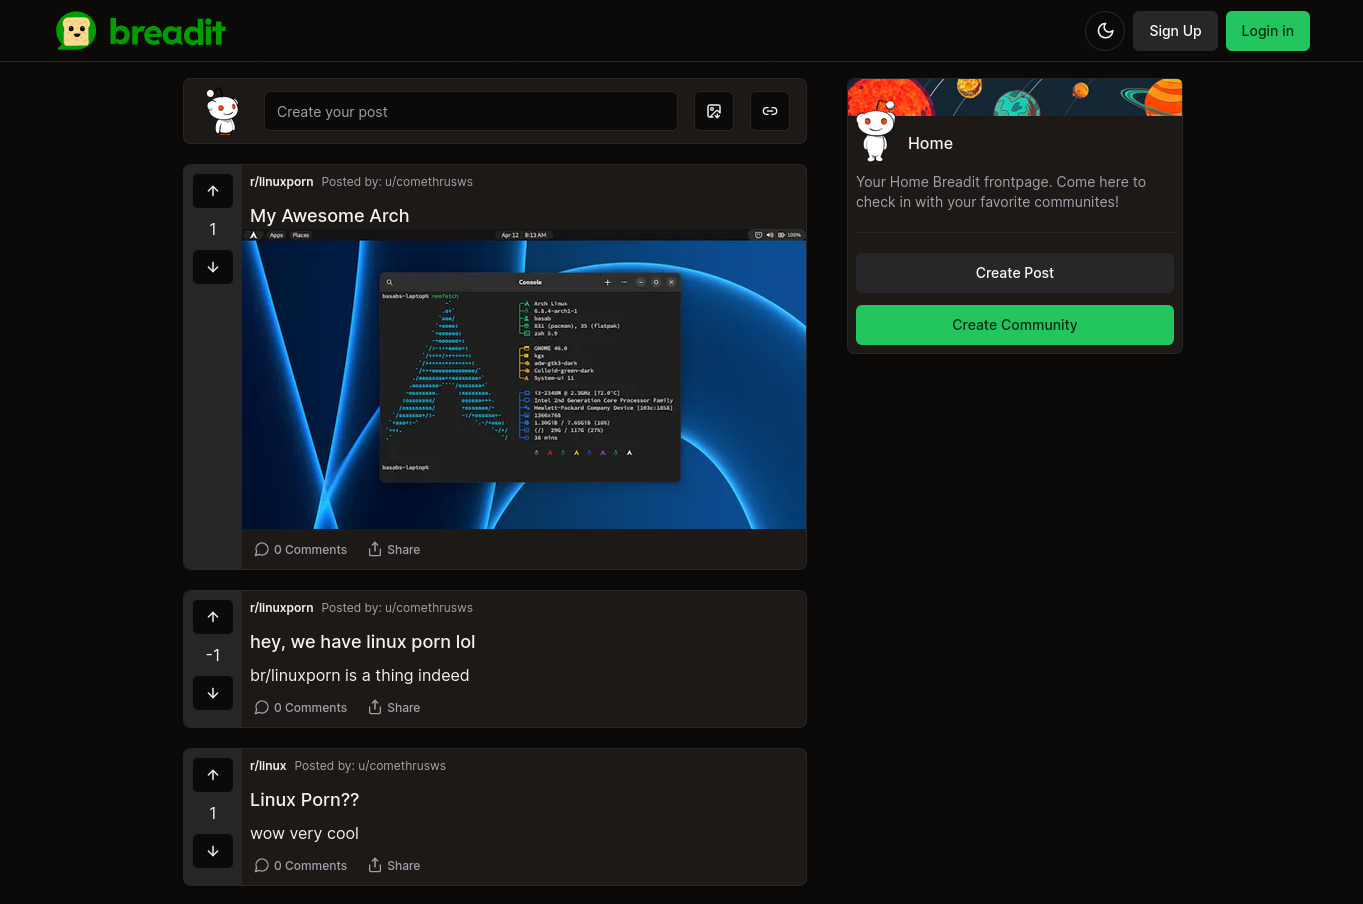 breadit
Sign Up
Login in
Create your post
r/linuxporn Posted by: u/comethrusws
1
My Awesome Arch
Apps Places Apr 12 8:13 AM 100%
Console
basabs-laptop% neofetch
Arch Linux
6.8.4-arch1-1
basab
831 (pacman), 35 (flatpak)
zsh 5.9
GNOME 46.0
kgx
adw-gtk3-dark
Colloid-green-dark
System-ui 11
i3-2348M @ 2.3GHz [72.0°C]
Intel 2nd Generation Core Processor Family
Hewlett-Packard Company Device [103c:1858]
1366x768
1.30GiB / 7.65GiB (16%)
(/) 29G / 117G (27%)
38 mins
basabs-laptop%
0 Comments Share
r/linuxporn Posted by: u/comethrusws
hey, we have linux porn lol
-1
br/linuxporn is a thing indeed
0 Comments Share
r/linux Posted by: u/comethrusws
Linux Porn??
1
wow very cool
0 Comments Share
Home
Your Home Breadit frontpage. Come here to
check in with your favorite communites!
Create Post
Create Community